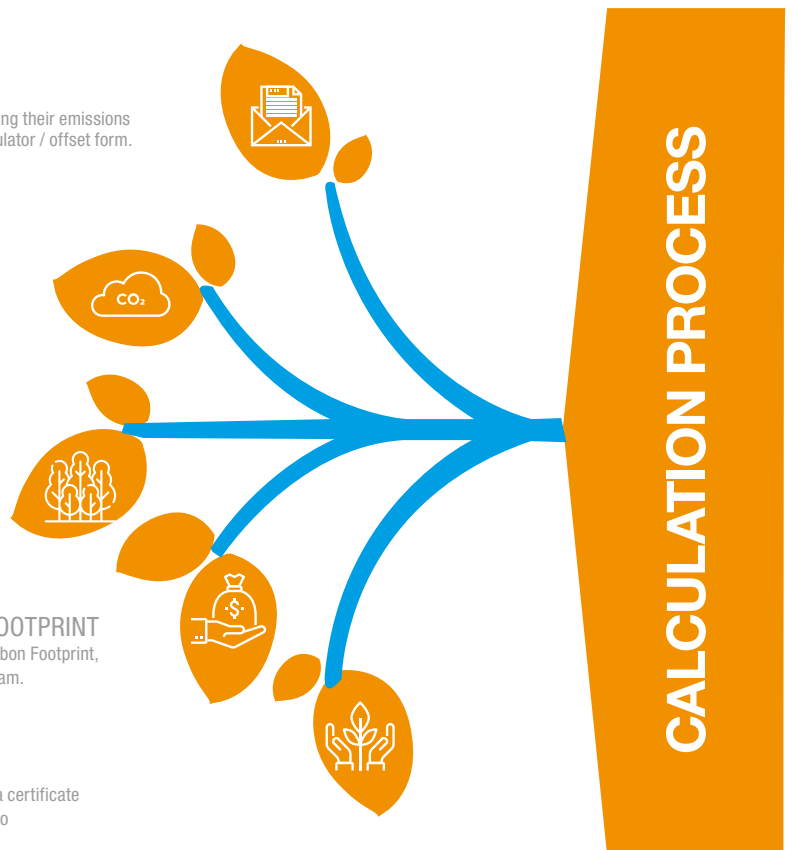 ng their emissions
ulator / offset form.
CO₂
$
OOTPRINT
bon Footprint,
am.
a certificate
o
CALCULATION PROCESS